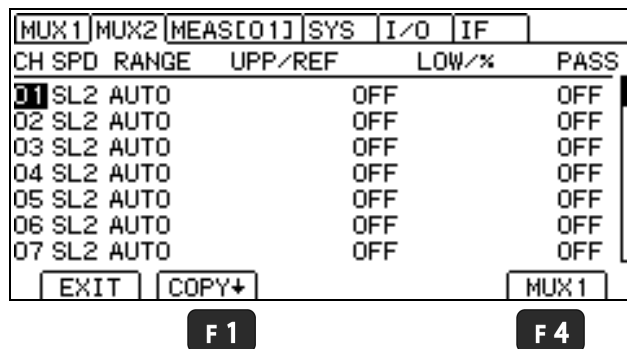 MUX1 MUX2 MEAS[01] SYS I/O IF
CH SPD RANGE UPP/REF LOW/% PASS
01 SL2 AUTO OFF OFF
02 SL2 AUTO OFF OFF
03 SL2 AUTO OFF OFF
04 SL2 AUTO OFF OFF
05 SL2 AUTO OFF OFF
06 SL2 AUTO OFF OFF
07 SL2 AUTO OFF OFF
EXIT COPY↓ MUX1
F 1 F 4